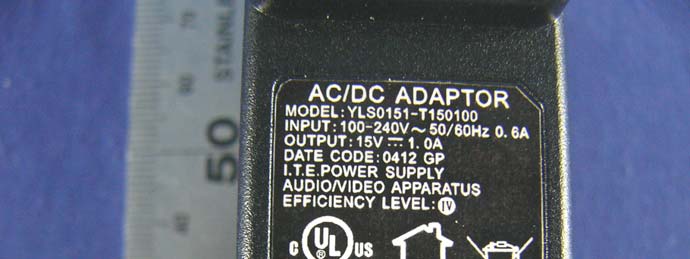 AC/DC ADAPTOR
MODEL:YLS0151-T150100
INPUT:100-240V~50/60Hz 0.6A
OUTPUT:15V⎓1.0A
DATE CODE:0412 GP
I.T.E.POWER SUPPLY
AUDIO/VIDEO APPARATUS
EFFICIENCY LEVEL:IV
C UL US
50
70